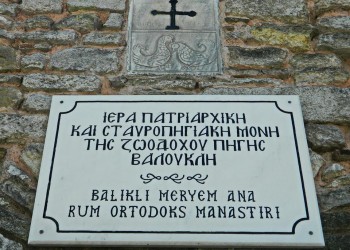 ΙΕΡΑ ΠΑΤΡΙΑΡΧΙΚΗ
ΚΑΙ ΣΤΑΥΡΟΠΗΓΙΑΚΗ ΜΟΝΗ
ΤΗΣ ΖΩΟΔΟΧΟΥ ΠΗΓΗΣ
ΒΑΛΟΥΚΛΗ
BALIKLI MERYEM ANA
RUM ORTODOKS MANASTIRI